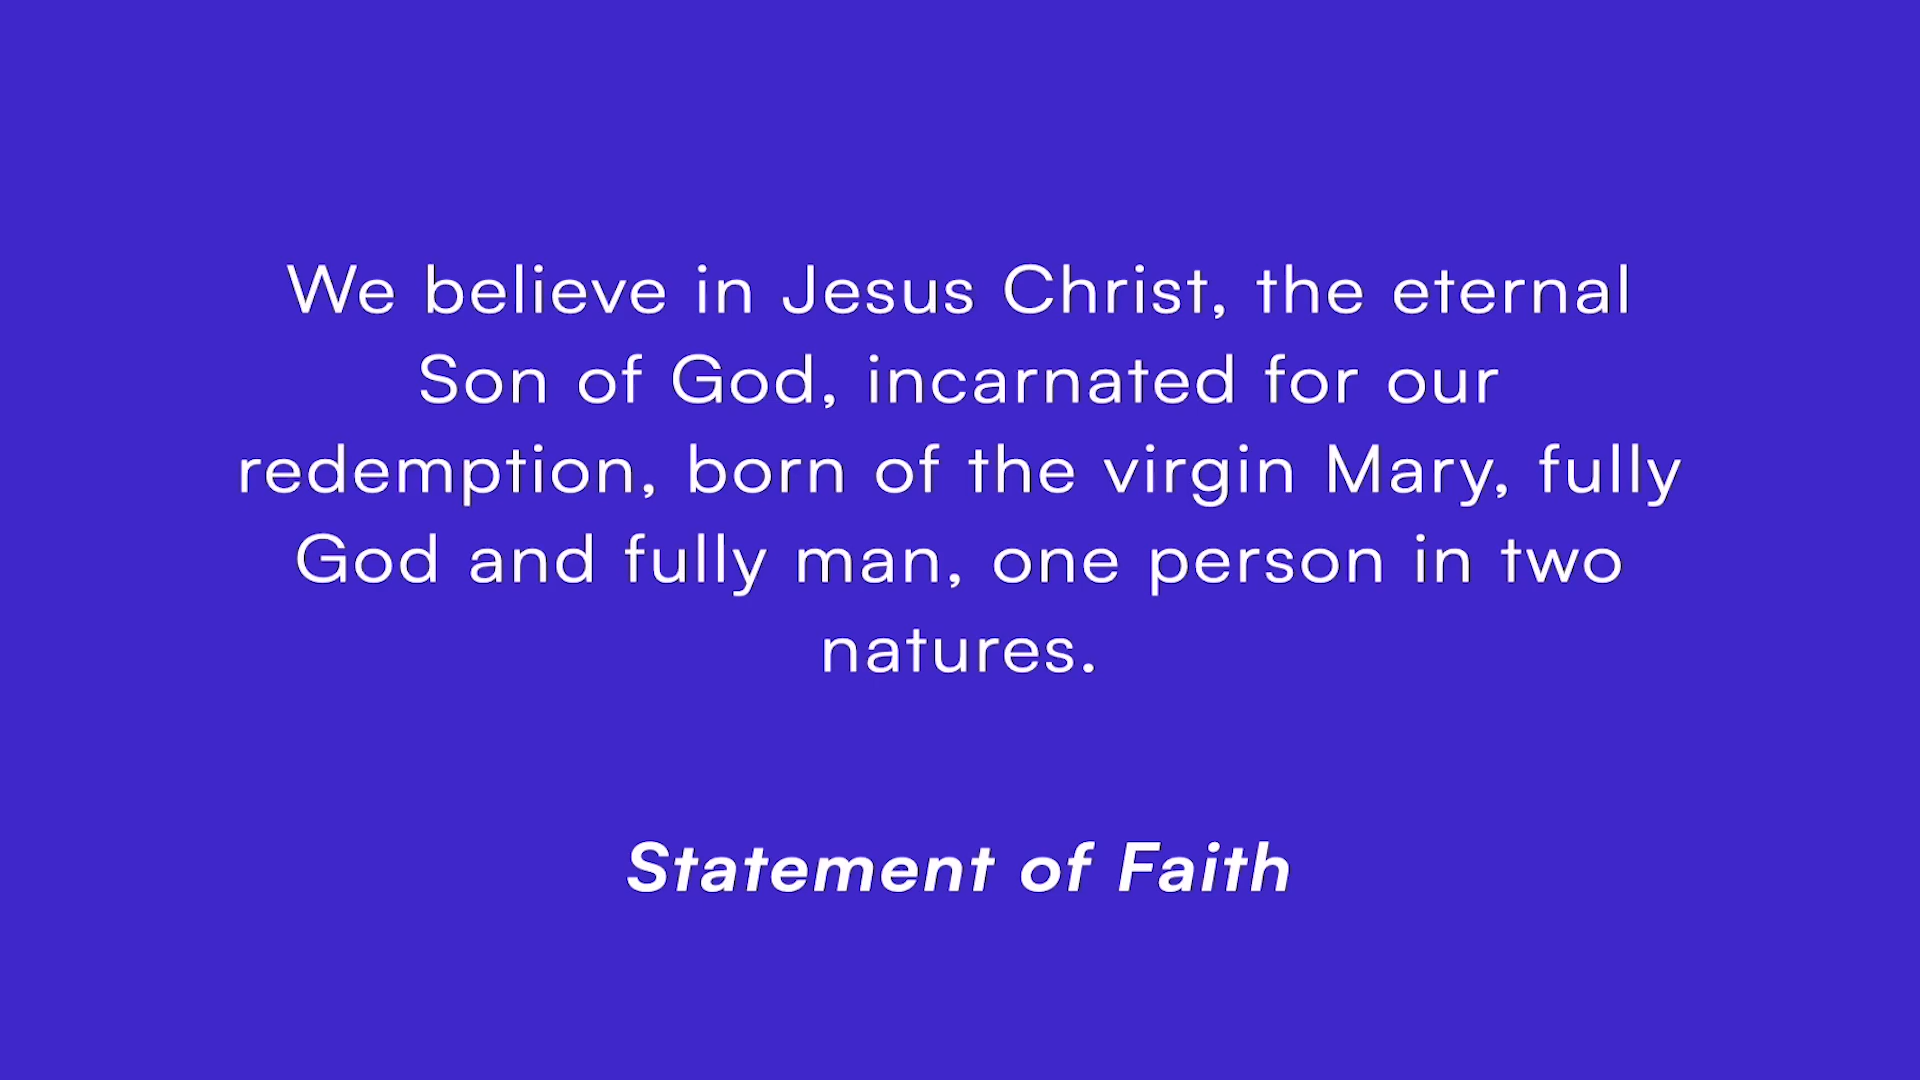 We believe in Jesus Christ, the eternal
Son of God, incarnated for our
redemption, born of the virgin Mary, fully
God and fully man, one person in two
natures.
Statement of Faith